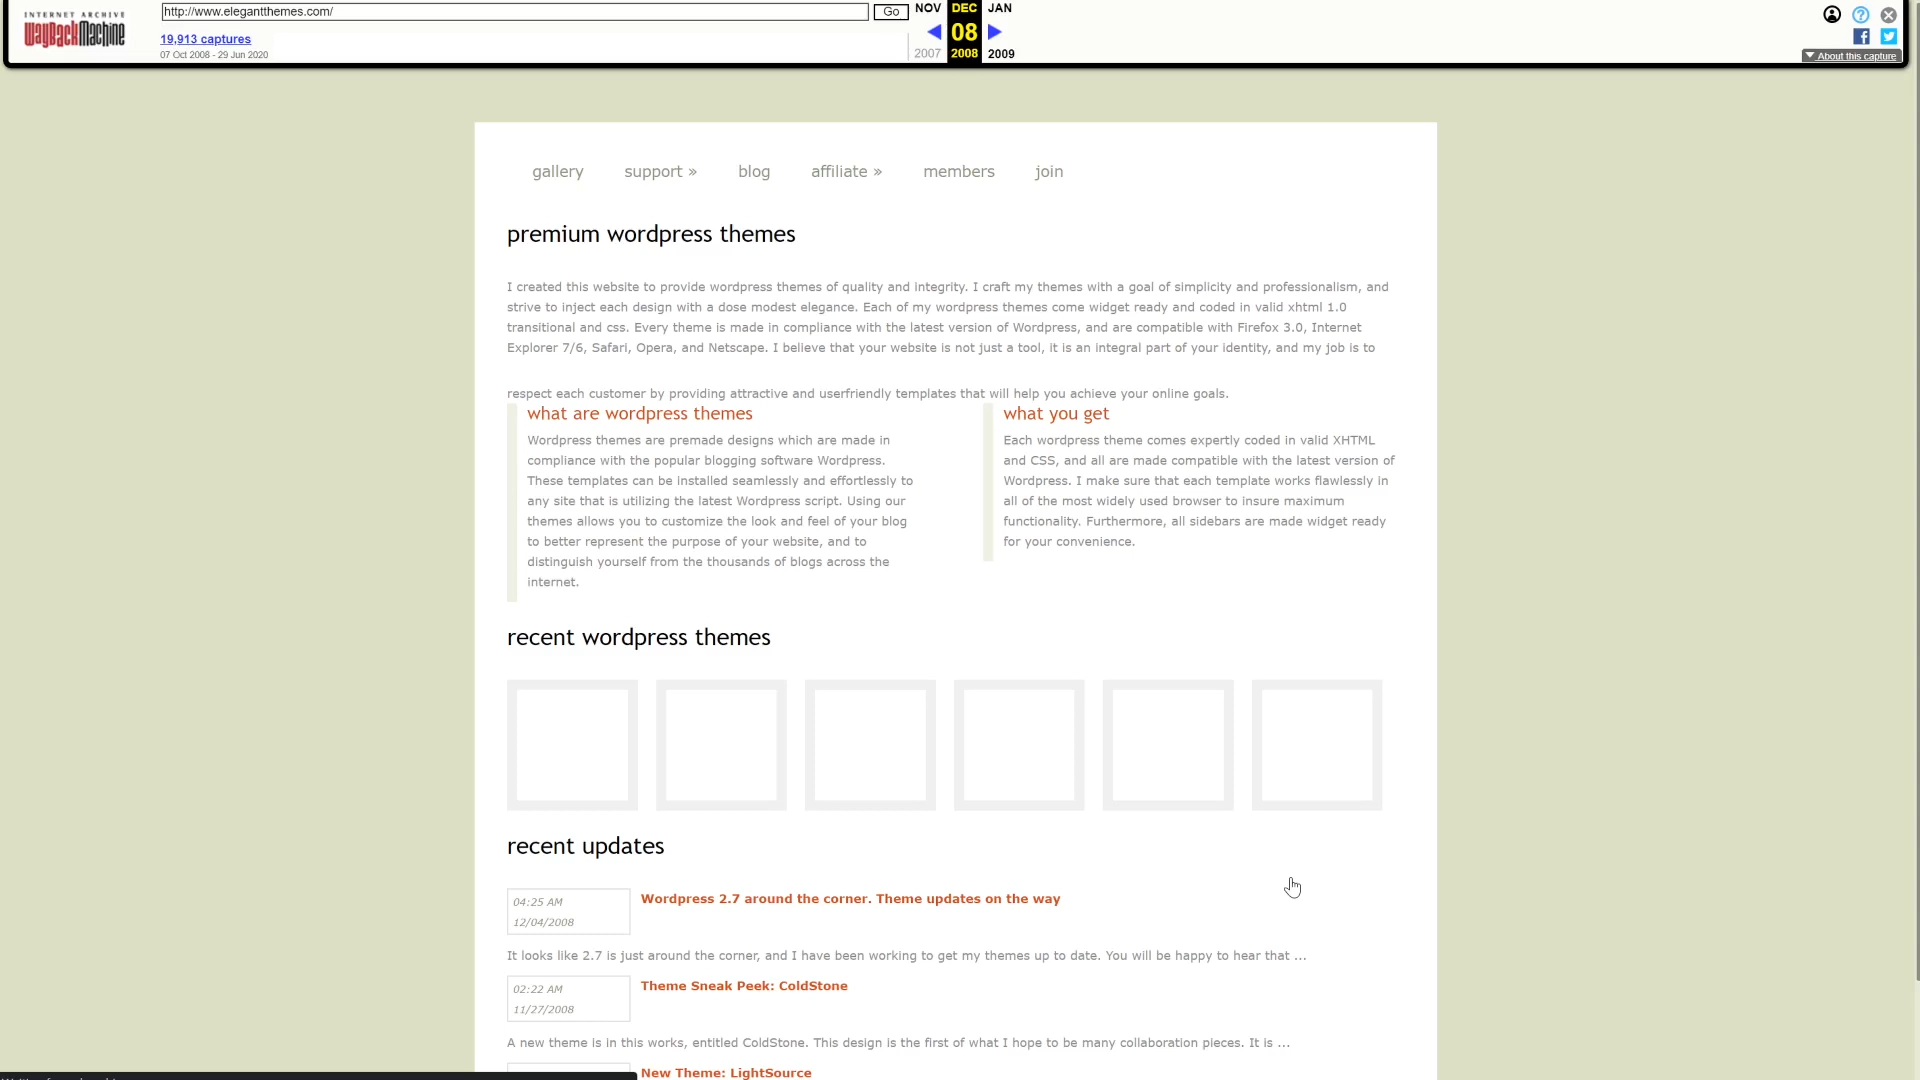 INTERNET ARCHIVE
WayBackMachine
http://www.elegantthemes.com/
Go
NOV
DEC
JAN
19,913 captures
08
07 Oct 2008 - 29 Jun 2020
2007
2008
2009
About this capture
gallery support » blog affiliate » members join
premium wordpress themes
I created this website to provide wordpress themes of quality and integrity. I craft my themes with a goal of simplicity and professionalism, and
strive to inject each design with a dose modest elegance. Each of my wordpress themes come widget ready and coded in valid xhtml 1.0
transitional and css. Every theme is made in compliance with the latest version of Wordpress, and are compatible with Firefox 3.0, Internet
Explorer 7/6, Safari, Opera, and Netscape. I believe that your website is not just a tool, it is an integral part of your identity, and my job is to
respect each customer by providing attractive and userfriendly templates that will help you achieve your online goals.
what are wordpress themes
Wordpress themes are premade designs which are made in
compliance with the popular blogging software Wordpress.
These templates can be installed seamlessly and effortlessly to
any site that is utilizing the latest Wordpress script. Using our
themes allows you to customize the look and feel of your blog
to better represent the purpose of your website, and to
distinguish yourself from the thousands of blogs across the
internet.
what you get
Each wordpress theme comes expertly coded in valid XHTML
and CSS, and all are made compatible with the latest version of
Wordpress. I make sure that each template works flawlessly in
all of the most widely used browser to insure maximum
functionality. Furthermore, all sidebars are made widget ready
for your convenience.
recent wordpress themes
recent updates
04:25 AM
12/04/2008
Wordpress 2.7 around the corner. Theme updates on the way
It looks like 2.7 is just around the corner, and I have been working to get my themes up to date. You will be happy to hear that ...
02:22 AM
11/27/2008
Theme Sneak Peek: ColdStone
A new theme is in this works, entitled ColdStone. This design is the first of what I hope to be many collaboration pieces. It is ...
New Theme: LightSource